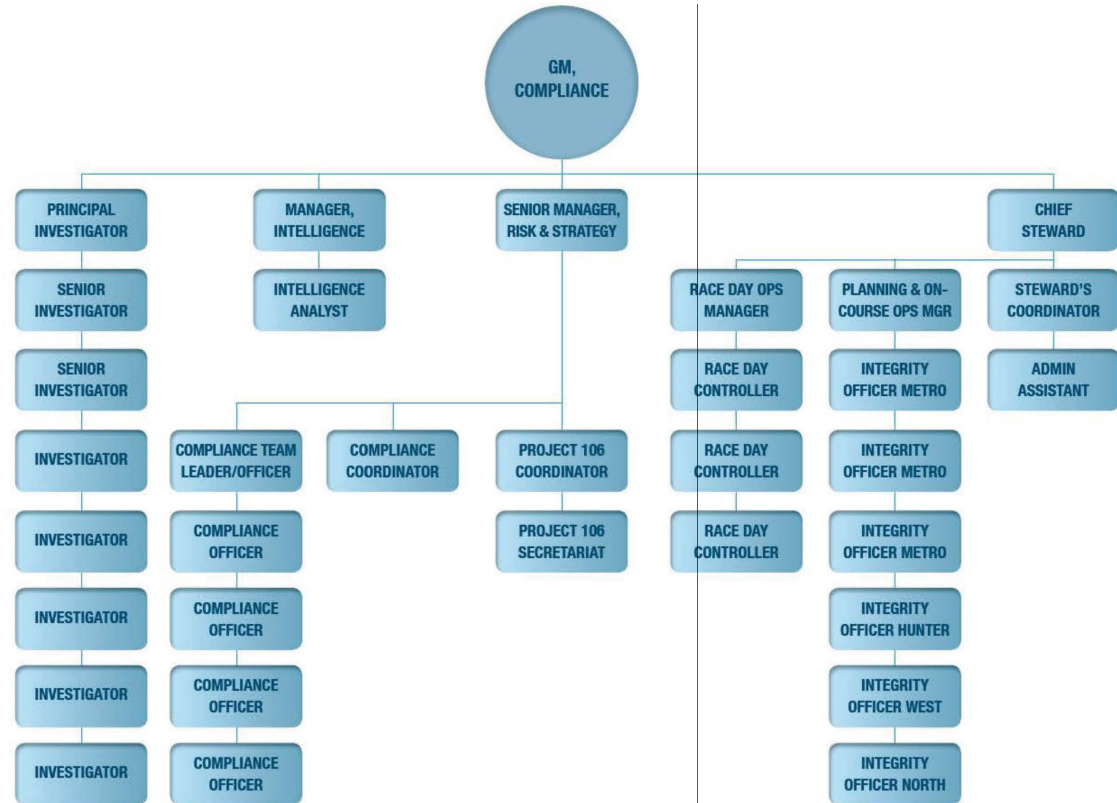 GM,
COMPLIANCE
PRINCIPAL
INVESTIGATOR
MANAGER,
INTELLIGENCE
SENIOR MANAGER,
RISK & STRATEGY
CHIEF
STEWARD
SENIOR
INVESTIGATOR
INTELLIGENCE
ANALYST
RACE DAY OPS
MANAGER
PLANNING & ON-
COURSE OPS MGR
STEWARD'S
COORDINATOR
SENIOR
INVESTIGATOR
RACE DAY
CONTROLLER
INTEGRITY
OFFICER METRO
ADMIN
ASSISTANT
INVESTIGATOR
COMPLIANCE TEAM
LEADER/OFFICER
COMPLIANCE
COORDINATOR
PROJECT 106
COORDINATOR
RACE DAY
CONTROLLER
INTEGRITY
OFFICER METRO
INVESTIGATOR
COMPLIANCE
OFFICER
PROJECT 106
SECRETARIAT
RACE DAY
CONTROLLER
INTEGRITY
OFFICER METRO
INVESTIGATOR
COMPLIANCE
OFFICER
INTEGRITY
OFFICER HUNTER
INVESTIGATOR
COMPLIANCE
OFFICER
INTEGRITY
OFFICER WEST
INVESTIGATOR
COMPLIANCE
OFFICER
INTEGRITY
OFFICER NORTH